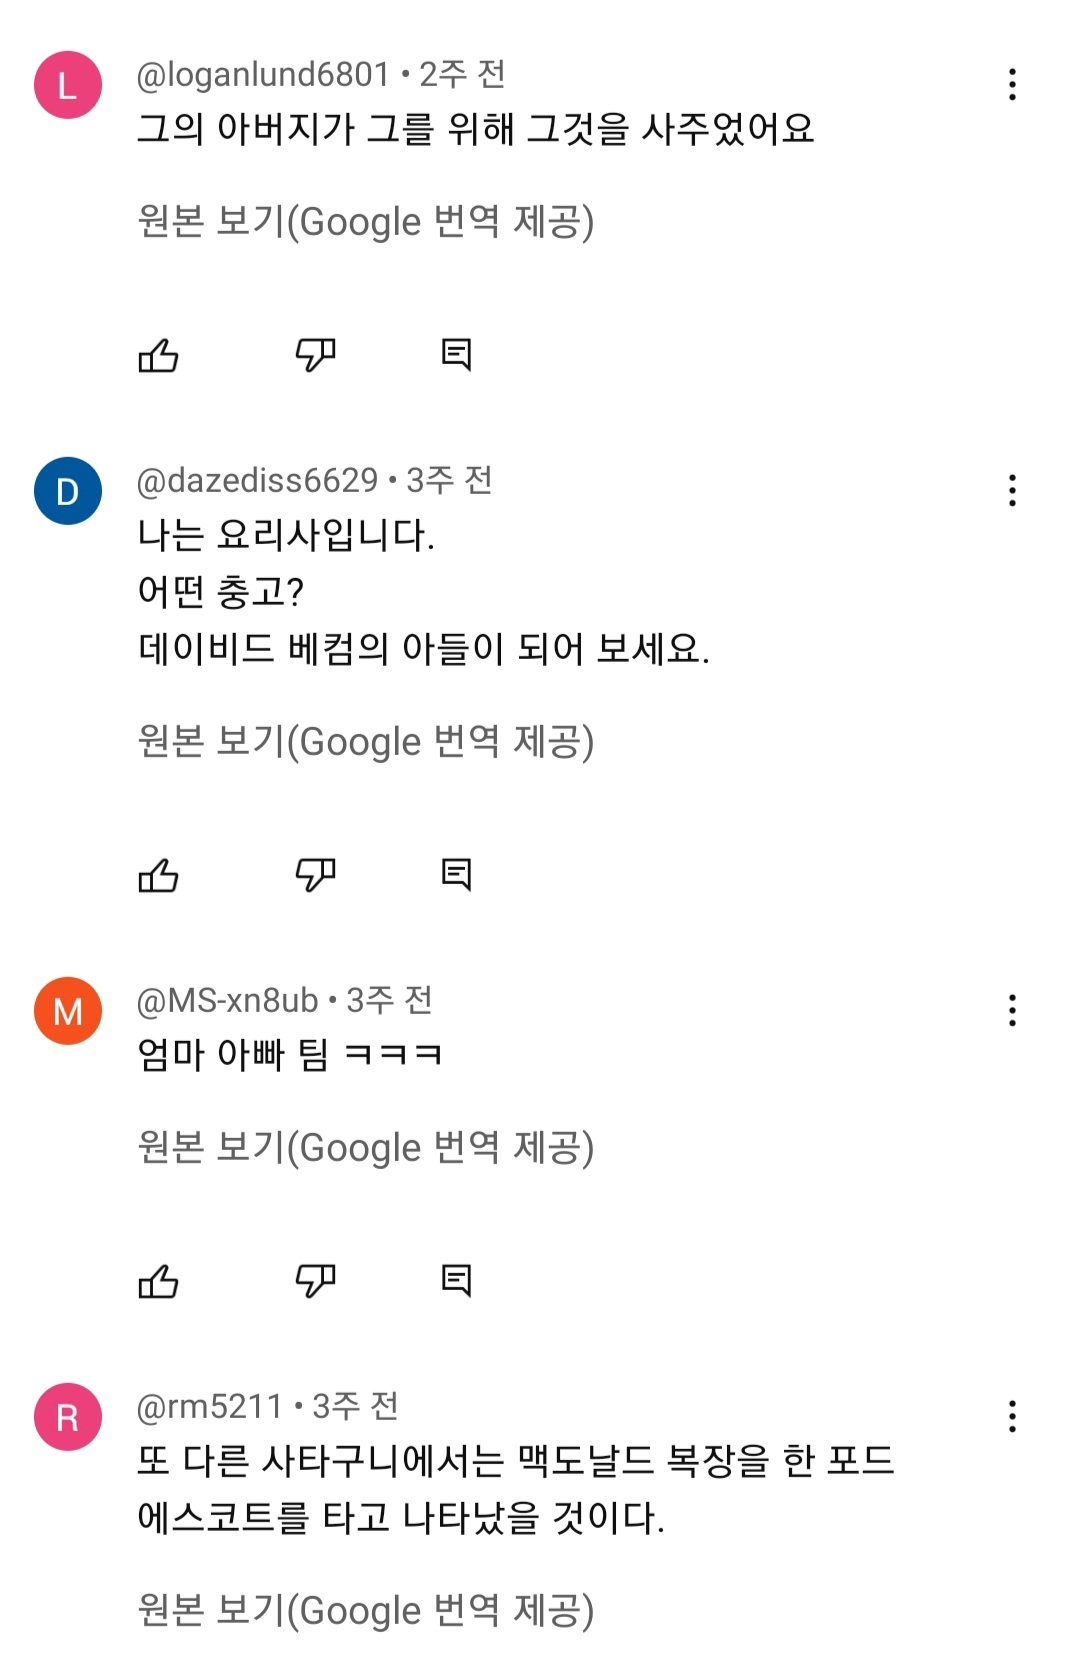 L
@loganlund6801 • 2주 전
그의 아버지가 그를 위해 그것을 사주었어요
원본 보기(Google 번역 제공)
D
@dazediss6629 • 3주 전
나는 요리사입니다.
어떤 충고?
데이비드 베컴의 아들이 되어 보세요.
원본 보기(Google 번역 제공)
M
@MS-xn8ub • 3주 전
엄마 아빠 팀 ㅋㅋㅋ
원본 보기(Google 번역 제공)
R
@rm5211 • 3주 전
또 다른 사타구니에서는 맥도날드 복장을 한 포드
에스코트를 타고 나타났을 것이다.
원본 보기(Google 번역 제공)